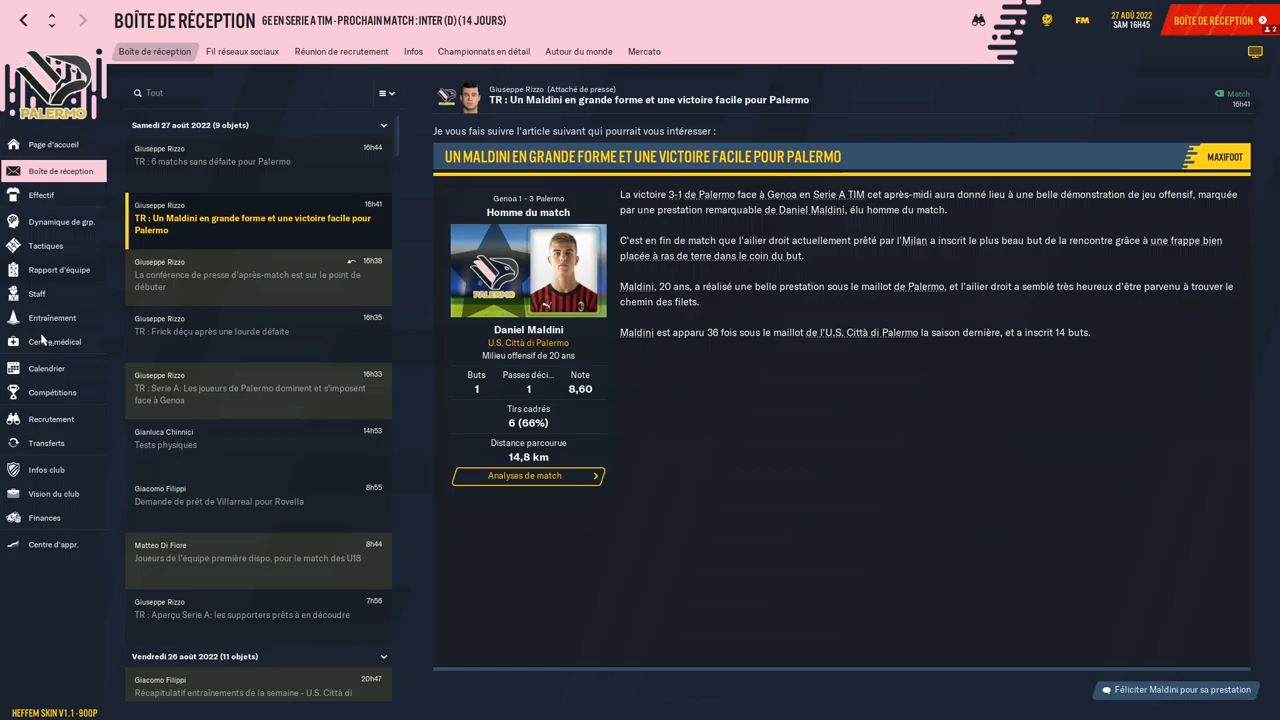 BOÎTE DE RÉCEPTION
6E EN SERIE A TIM - PROCHAIN MATCH : INTER (D) (14 JOURS)
FM
27 AOÛ 2022
SAM 16H45
BOÎTE DE RÉCEPTION
2
Boîte de réception
Fil réseaux sociaux
Réunion de recrutement
Infos
Championnats en détail
Autour du monde
Mercato
PALERMO
Page d'accueil
Boîte de réception
Effectif
Dynamique de grp.
Tactiques
Rapport d'équipe
Staff
Entraînement
médical
Calendrier
Compétitions
Recrutement
Transferts
Infos club
Vision du club
Finances
Centre d'appr.
HEFFEM SKIN V1.1 - 900P
Tout
Samedi 27 août 2022 (9 objets)
Giuseppe Rizzo
16h44
TR : 6 matchs sans défaite pour Palermo
Giuseppe Rizzo
16h41
TR : Un Maldini en grande forme et une victoire facile pour
Palermo
Giuseppe Rizzo
16h38
La conférence de presse d'après-match est sur le point de
débuter
Giuseppe Rizzo
16h35
TR : Frick déçu après une lourde défaite
Giuseppe Rizzo
16h33
TR : Serie A: Les joueurs de Palermo dominent et s'imposent
face à Genoa
Gianluca Chinnici
14h53
Tests physiques
Giacomo Filippi
8h55
Demande de prêt de Villarreal pour Rovella
Matteo Di Fiore
8h44
Joueurs de l'équipe première dispo. pour le match des U18
Giuseppe Rizzo
7h56
TR : Aperçu Serie A: les supporters prêts à en découdre
Vendredi 26 août 2022 (11 objets)
Giacomo Filippi
20h47
Récapitulatif entraînements de la semaine - U.S. Città di
Giuseppe Rizzo (Attaché de presse)
TR : Un Maldini en grande forme et une victoire facile pour Palermo
Match
16h41
Je vous fais suivre l'article suivant qui pourrait vous intéresser :
UN MALDINI EN GRANDE FORME ET UNE VICTOIRE FACILE POUR PALERMO
MAXIFOOT
Genoa 1 - 3 Palermo
Homme du match
PALERMO
Daniel Maldini
U.S. Città di Palermo
Milieu offensif de 20 ans
Buts
Passes déci...
Note
1
1
8,60
Tirs cadrés
6 (66%)
Distance parcourue
14,8 km
Analyses de match
La victoire 3-1 de Palermo face à Genoa en Serie A TIM cet après-midi aura donné lieu à une belle démonstration de jeu offensif, marquée
par une prestation remarquable de Daniel Maldini, élu homme du match.
C'est en fin de match que l'ailier droit actuellement prêté par l'Milan a inscrit le plus beau but de la rencontre grâce à une frappe bien
placée à ras de terre dans le coin du but.
Maldini, 20 ans, a réalisé une belle prestation sous le maillot de Palermo, et l'ailier droit a semblé très heureux d'être parvenu à trouver le
chemin des filets.
Maldini est apparu 36 fois sous le maillot de l'U.S. Città di Palermo la saison dernière, et a inscrit 14 buts.
Féliciter Maldini pour sa prestation